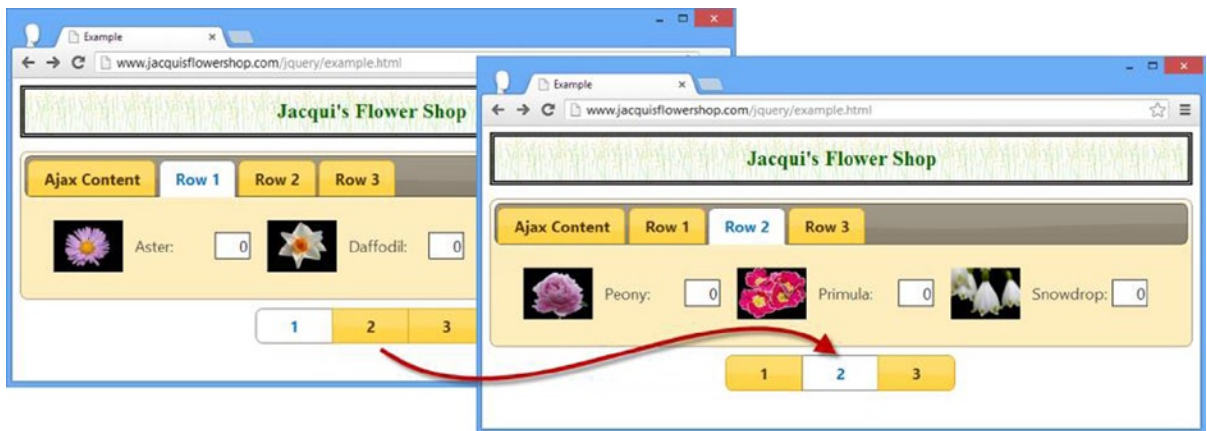 Example
www.jacquisflowershop.com/jquery/example.html
Jacqui's Flower Shop
Ajax Content Row 1 Row 2 Row 3
Aster: 0 Daffodil: 0
1 2 3
Example
www.jacquisflowershop.com/jquery/example.html
Jacqui's Flower Shop
Ajax Content Row 1 Row 2 Row 3
Peony: 0 Primula: 0 Snowdrop: 0
1 2 3